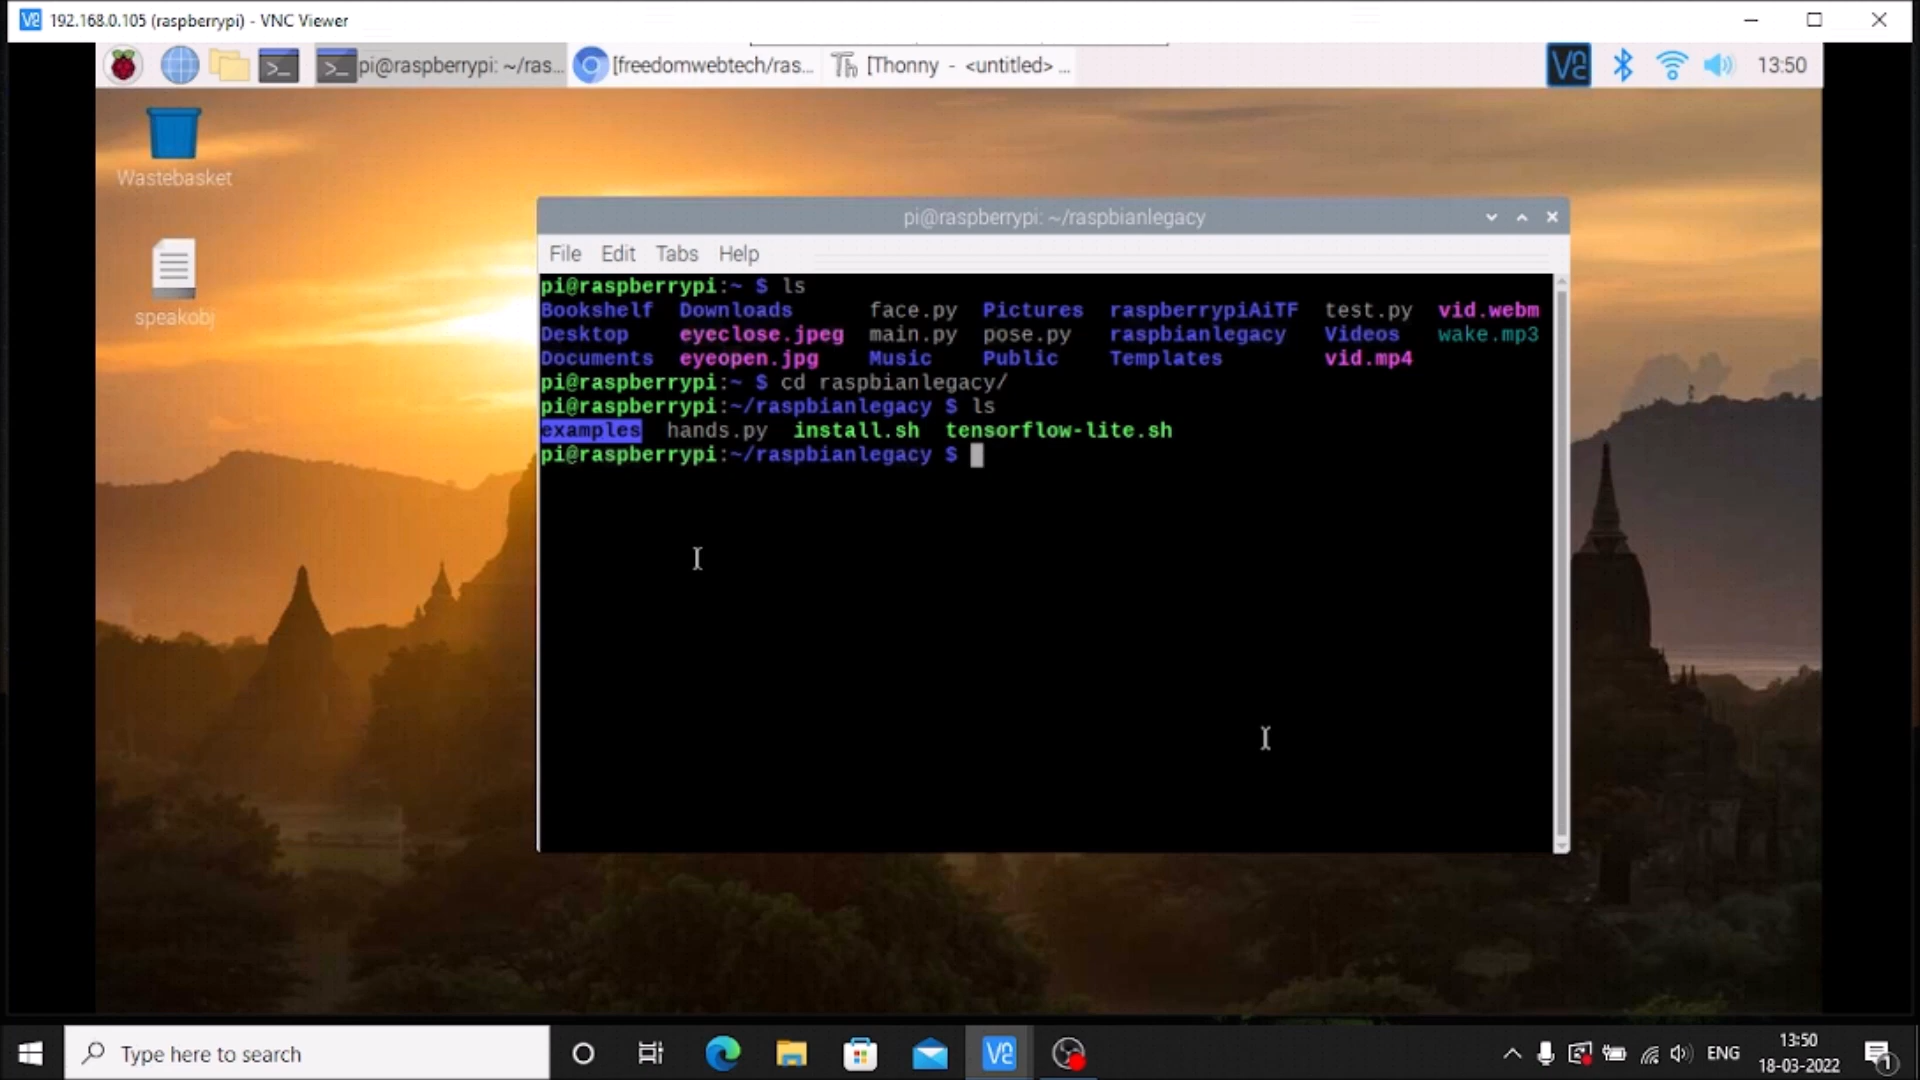 192.168.0.105 (raspberrypi) - VNC Viewer
pi@raspberrypi: ~/ras... [freedomwebtech/ras... [Thonny - <untitled> ... 13:50
Wastebasket
speakobj
pi@raspberrypi: ~/raspbianlegacy
File Edit Tabs Help
pi@raspberrypi:~ $ ls
Bookshelf Downloads face.py Pictures raspberrypiAiTF test.py vid.webm
Desktop eyeclose.jpeg main.py pose.py raspbianlegacy Videos wake.mp3
Documents eyeopen.jpg Music Public Templates vid.mp4
pi@raspberrypi:~ $ cd raspbianlegacy/
pi@raspberrypi:~/raspbianlegacy $ ls
examples hands.py install.sh tensorflow-lite.sh
pi@raspberrypi:~/raspbianlegacy $
Type here to search
ENG
13:50
18-03-2022
1